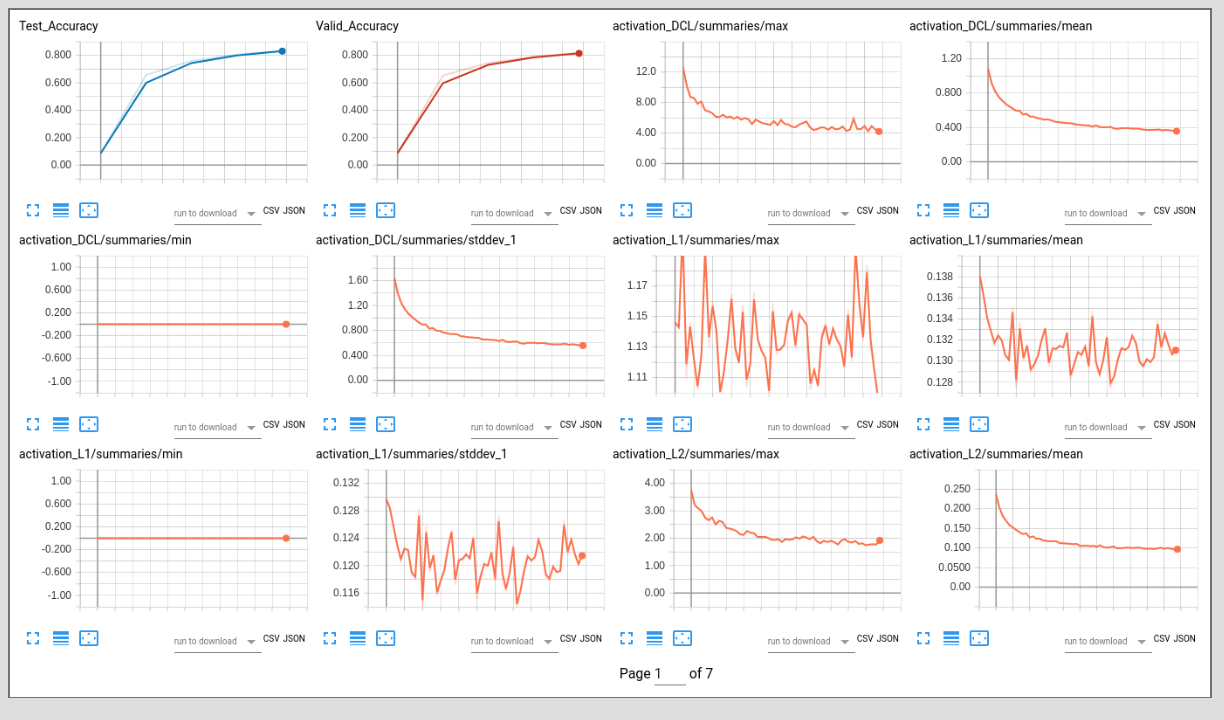 Test_Accuracy
0.800
0.600
0.400
0.200
0.00
run to download
CSV JSON
Valid_Accuracy
0.800
0.600
0.400
0.200
0.00
run to download
CSV JSON
activation_DCL/summaries/max
12.0
8.00
4.00
0.00
run to download
CSV JSON
activation_DCL/summaries/mean
1.20
0.800
0.400
0.00
run to download
CSV JSON
activation_DCL/summaries/min
1.00
0.600
0.200
-0.200
-0.600
-1.00
run to download
CSV JSON
activation_DCL/summaries/stddev_1
1.60
1.20
0.800
0.400
0.00
run to download
CSV JSON
activation_L1/summaries/max
1.17
1.15
1.13
1.11
run to download
CSV JSON
activation_L1/summaries/mean
0.138
0.136
0.134
0.132
0.130
0.128
run to download
CSV JSON
activation_L1/summaries/min
1.00
0.600
0.200
-0.200
-0.600
-1.00
run to download
CSV JSON
activation_L1/summaries/stddev_1
0.132
0.128
0.124
0.120
0.116
run to download
CSV JSON
activation_L2/summaries/max
4.00
3.00
2.00
1.00
0.00
run to download
CSV JSON
activation_L2/summaries/mean
0.250
0.200
0.150
0.100
0.0500
0.00
run to download
CSV JSON
Page 1 of 7